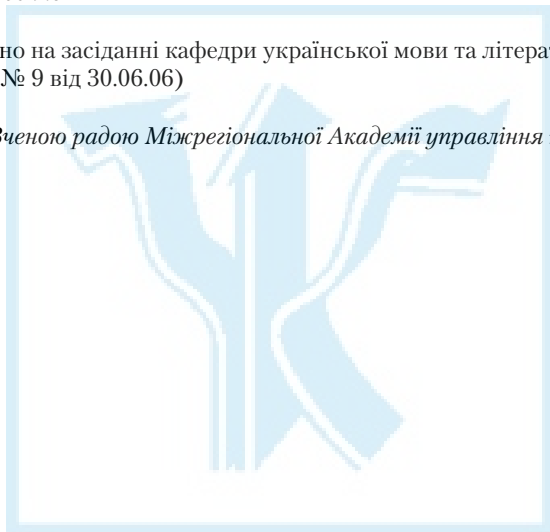 но на засіданні кафедри української мови та літерат
№ 9 від 30.06.06)
Вченою радою Міжрегіональної Академії управління